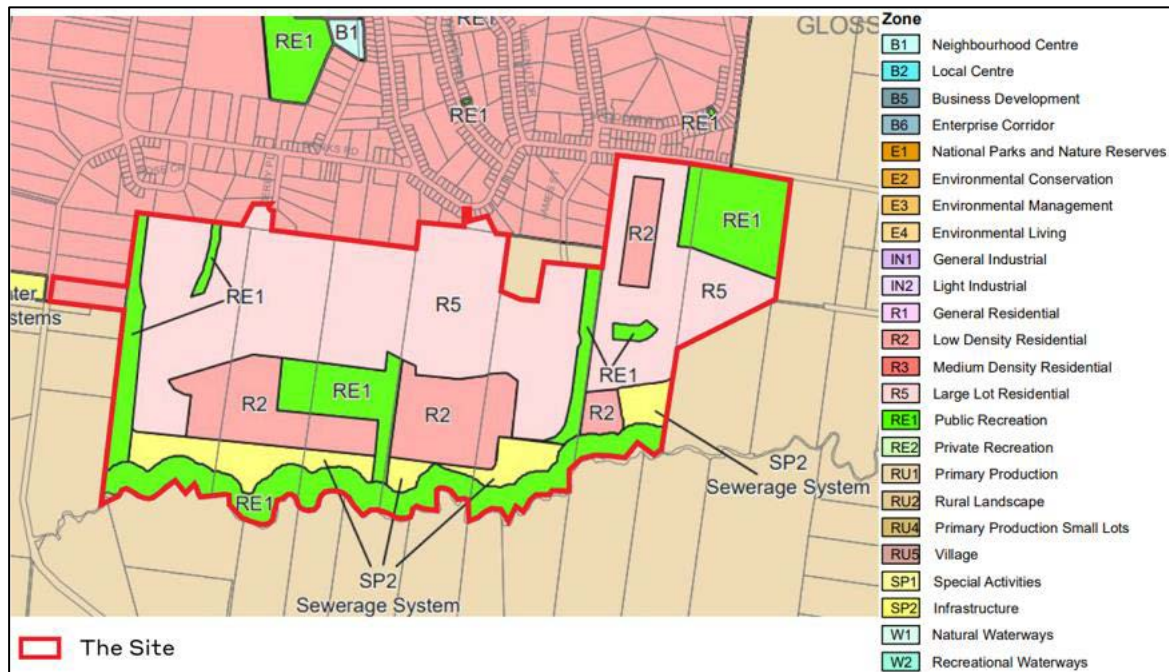 RE1
B1
RE1
GLOSS
RE1
RE1
R2
RE1
RE1
R5
R5
RE1
RE1
R2
R2
R2
RE1
SP2
Sewerage System
SP2
Sewerage System
The Site
Zone
B1 Neighbourhood Centre
B2 Local Centre
B5 Business Development
B6 Enterprise Corridor
E1 National Parks and Nature Reserves
E2 Environmental Conservation
E3 Environmental Management
E4 Environmental Living
IN1 General Industrial
IN2 Light Industrial
R1 General Residential
R2 Low Density Residential
R3 Medium Density Residential
R5 Large Lot Residential
RE1 Public Recreation
RE2 Private Recreation
RU1 Primary Production
RU2 Rural Landscape
RU4 Primary Production Small Lots
RU5 Village
SP1 Special Activities
SP2 Infrastructure
W1 Natural Waterways
W2 Recreational Waterways